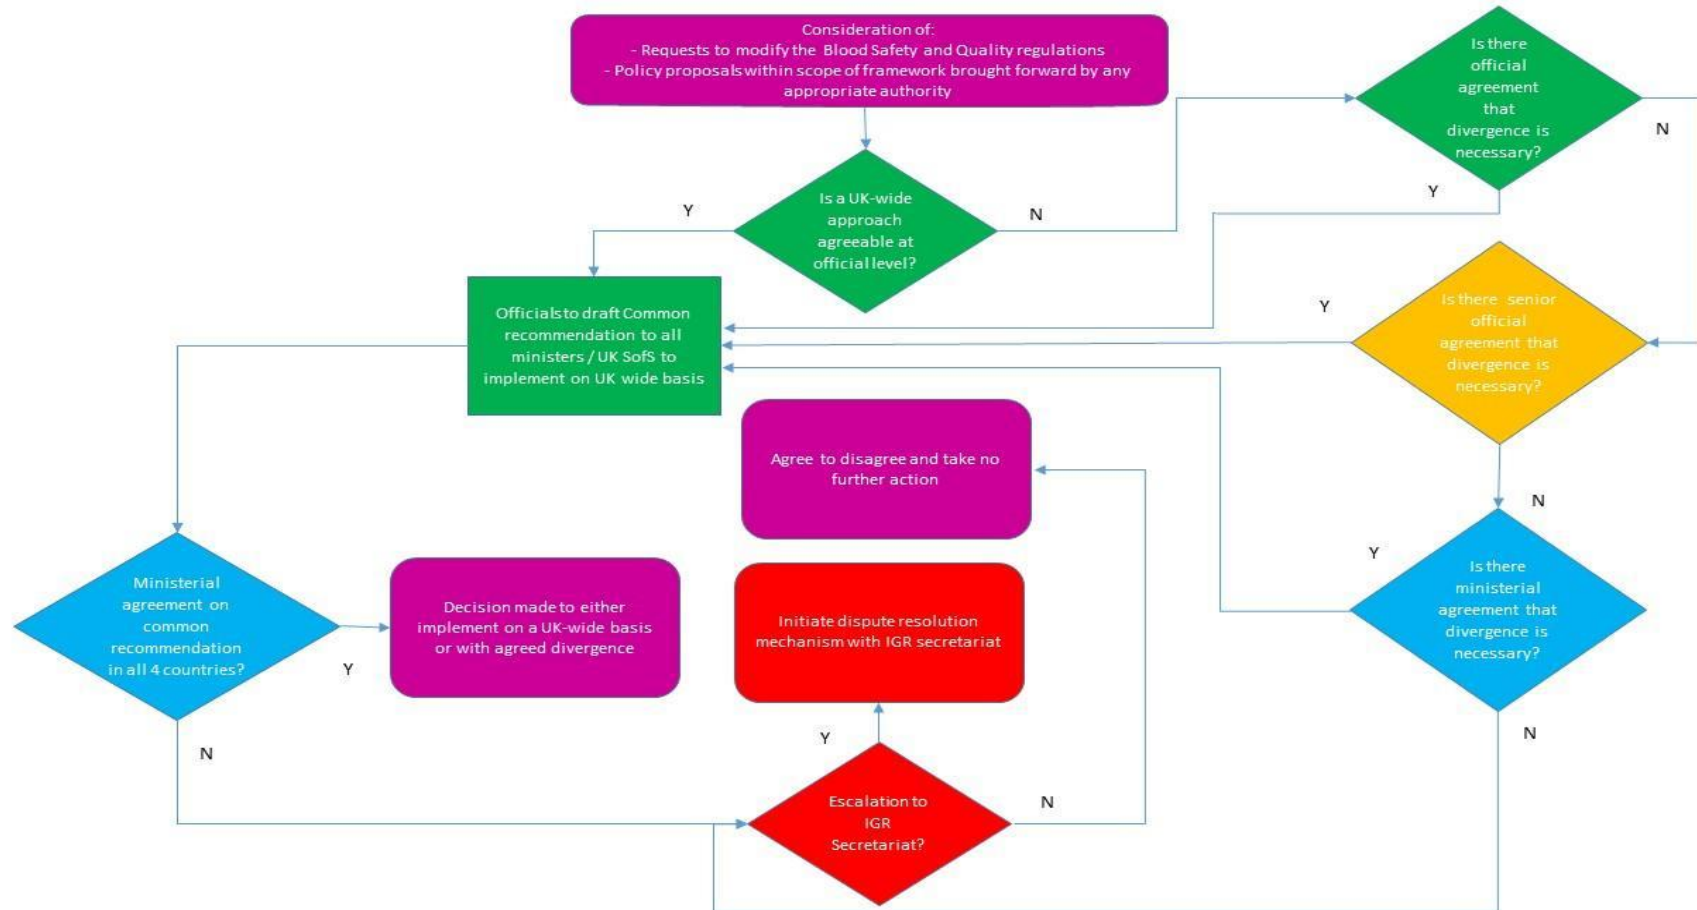 Consideration of:
- Requests to modify the Blood Safety and Quality regulations
- Policy proposals within scope of framework brought forward by any
appropriate authority
Is there
official
agreement
that
divergence is
necessary?
N
Y
Is a UK-wide
approach
agreeable at
official level?
Y
N
Officials to draft Common
recommendation to all
ministers / UK SofS to
implement on UK wide basis
Is there senior
official
agreement that
divergence is
necessary?
Y
N
Agree to disagree and take no
further action
Is there
ministerial
agreement that
divergence is
necessary?
Y
N
Ministerial
agreement on
common
recommendation
in all 4 countries?
Y
N
Decision made to either
implement on a UK-wide basis
or with agreed divergence
Initiate dispute resolution
mechanism with IGR secretariat
Y
Escalation to
IGR
Secretariat?
N